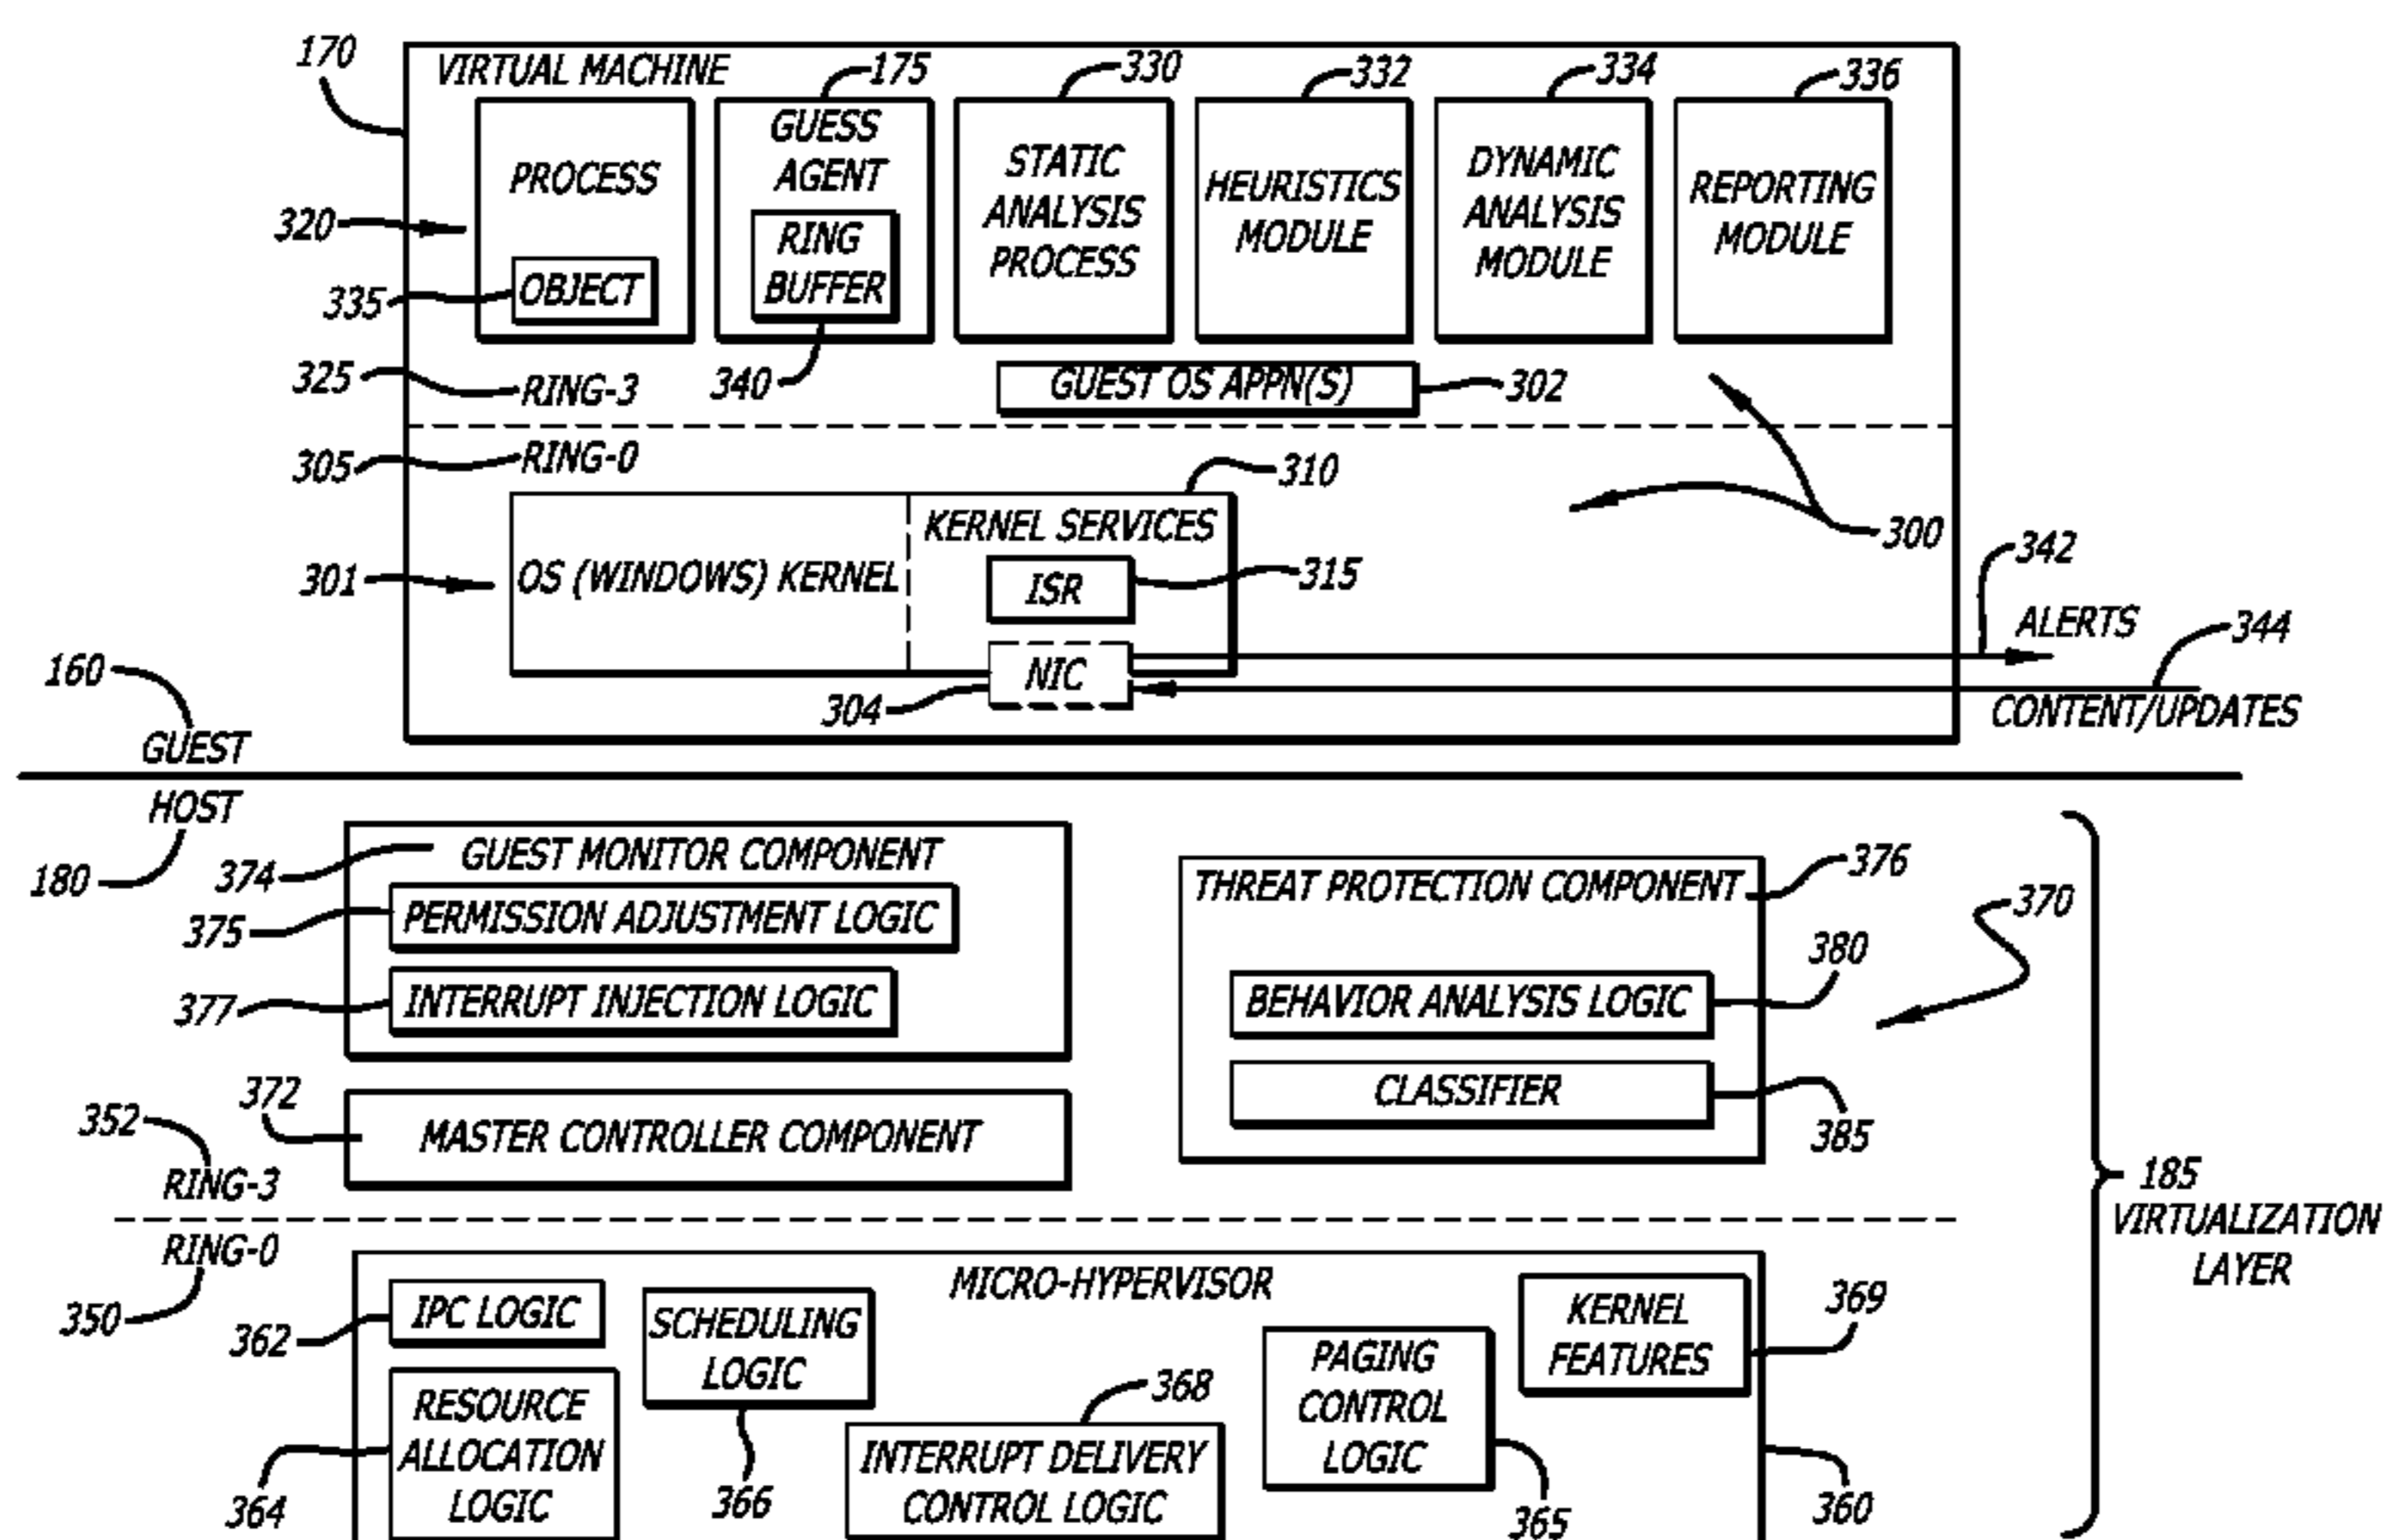 170
VIRTUAL MACHINE
175
330
332
334
336
PROCESS
GUESS
AGENT
STATIC
ANALYSIS
PROCESS
HEURISTICS
MODULE
DYNAMIC
ANALYSIS
MODULE
REPORTING
MODULE
320
RING
BUFFER
335
OBJECT
325
RING-3
340
GUEST OS APPN(S)
302
305
RING-0
310
300
301
OS (WINDOWS) KERNEL
KERNEL SERVICES
ISR
315
342
ALERTS
344
NIC
304
CONTENT/UPDATES
160
GUEST
HOST
180
374
GUEST MONITOR COMPONENT
375
PERMISSION ADJUSTMENT LOGIC
377
INTERRUPT INJECTION LOGIC
376
THREAT PROTECTION COMPONENT
370
380
BEHAVIOR ANALYSIS LOGIC
CLASSIFIER
385
372
MASTER CONTROLLER COMPONENT
352
RING-3
185
VIRTUALIZATION
LAYER
RING-0
350
MICRO-HYPERVISOR
IPC LOGIC
362
SCHEDULING
LOGIC
366
KERNEL
FEATURES
369
PAGING
CONTROL
LOGIC
365
RESOURCE
ALLOCATION
LOGIC
364
368
INTERRUPT DELIVERY
CONTROL LOGIC
360